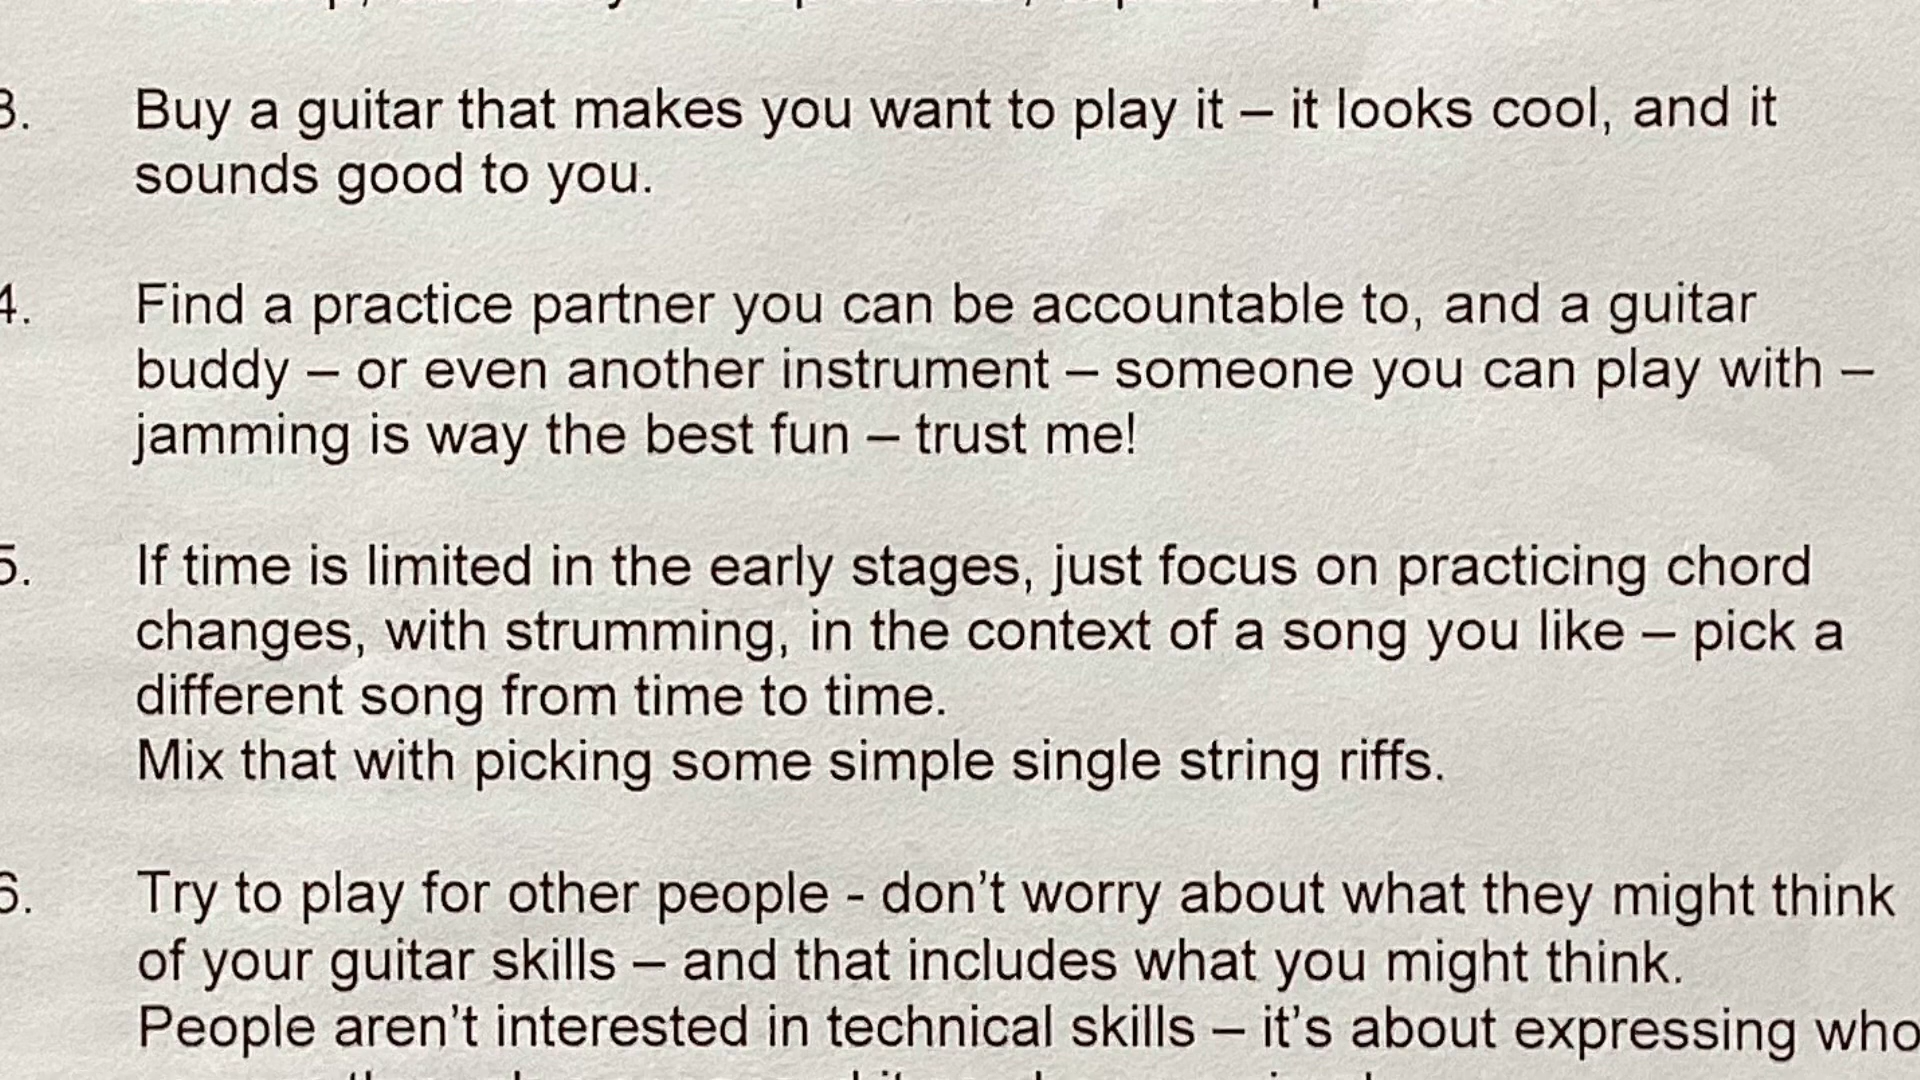 3. Buy a guitar that makes you want to play it – it looks cool, and it
sounds good to you.
4. Find a practice partner you can be accountable to, and a guitar
buddy – or even another instrument – someone you can play with –
jamming is way the best fun – trust me!
5. If time is limited in the early stages, just focus on practicing chord
changes, with strumming, in the context of a song you like – pick a
different song from time to time.
Mix that with picking some simple single string riffs.
6. Try to play for other people - don’t worry about what they might think
of your guitar skills – and that includes what you might think.
People aren’t interested in technical skills – it’s about expressing who